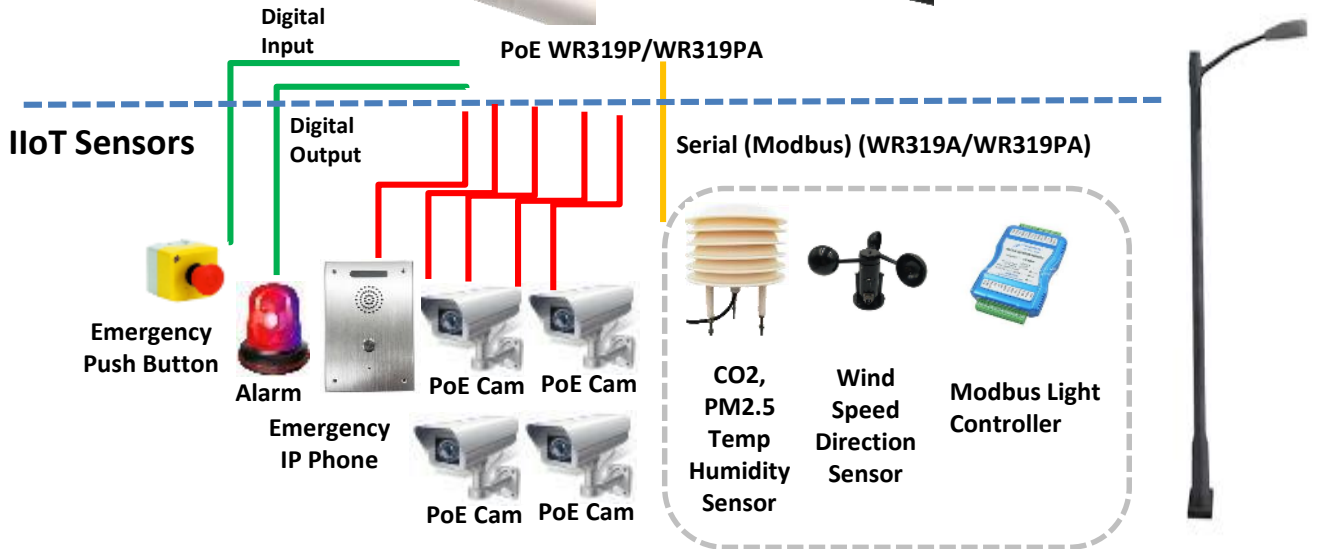 Digital
Input
PoE WR319P/WR319PA
IIoT Sensors
Digital
Output
Serial (Modbus) (WR319A/WR319PA)
Emergency
Push Button
Alarm
Emergency
IP Phone
PoE Cam
PoE Cam
PoE Cam
PoE Cam
CO2,
PM2.5
Temp
Humidity
Sensor
Wind
Speed
Direction
Sensor
Modbus Light
Controller